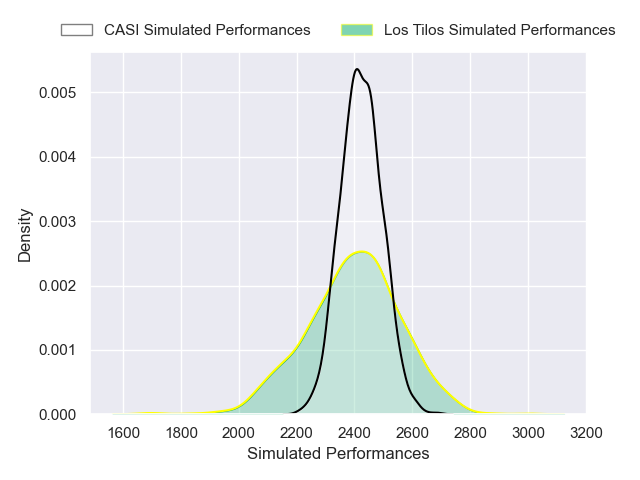 CASI Simulated Performances Los Tilos Simulated Performances
0.005
0.004
0.003
0.002
0.001
0.000
Density
1600 1800 2000 2200 2400 2600 2800 3000 3200
Simulated Performances